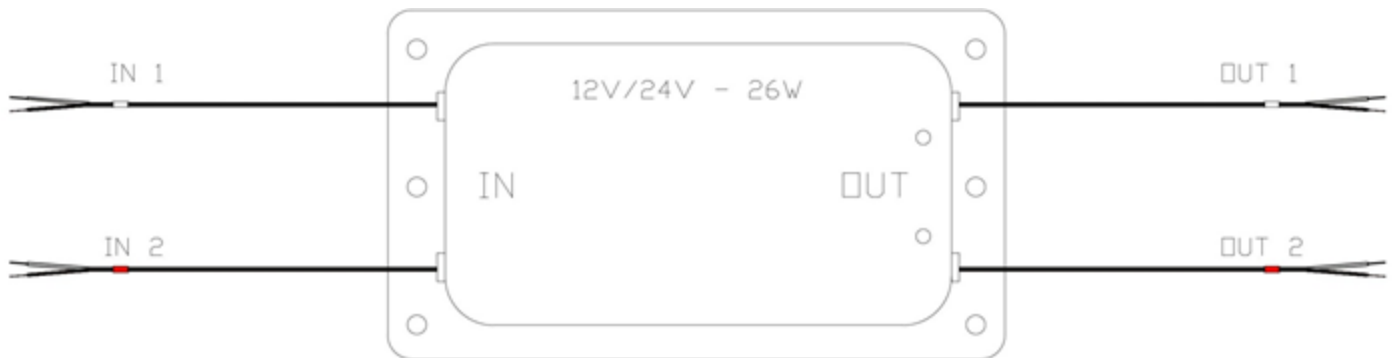 IN 1
OUT 1
12V/24V - 26W
IN
OUT
IN 2
OUT 2